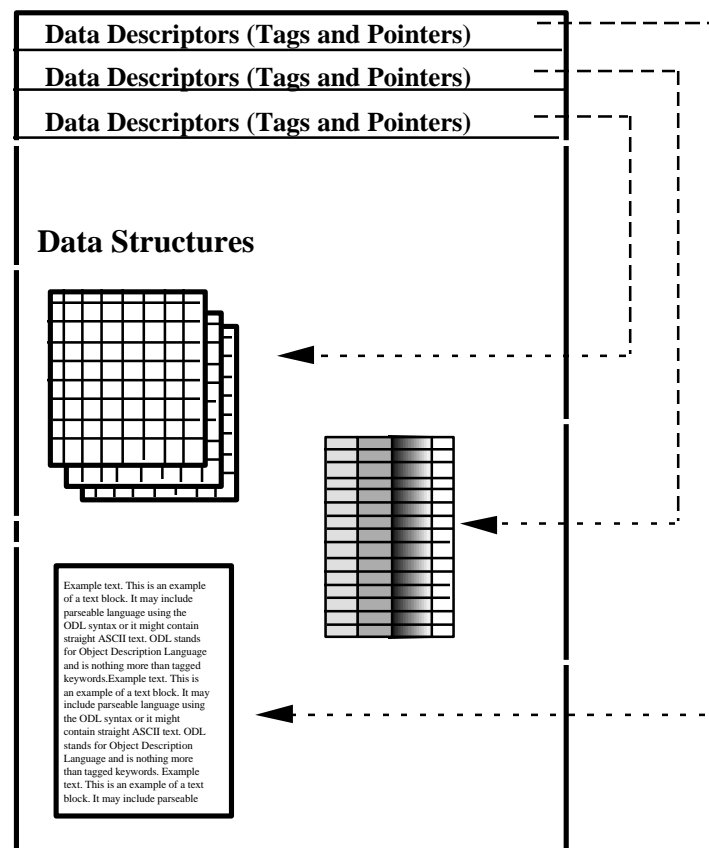 Data Descriptors (Tags and Pointers)
Data Descriptors (Tags and Pointers)
Data Descriptors (Tags and Pointers)
Data Structures
Example text. This is an example
of a text block. It may include
parseable language using the
ODL syntax or it might contain
straight ASCII text. ODL stands
for Object Description Language
and is nothing more than tagged
keywords.Example text. This is
an example of a text block. It may
include parseable language using
the ODL syntax or it might
contain straight ASCII text. ODL
stands for Object Description
Language and is nothing more
than tagged keywords. Example
text. This is an example of a text
block. It may include parseable